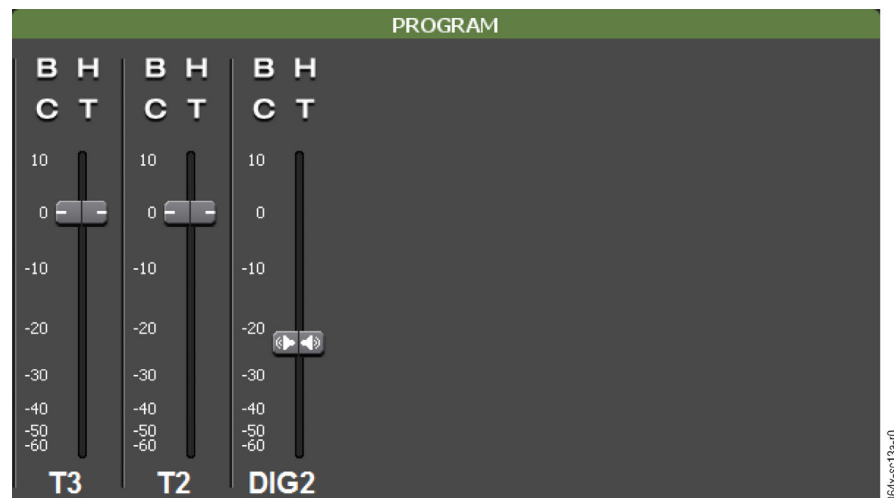 PROGRAM
B H B H B H
C T C T C T
10 10 10
0 0 0
-10 -10 -10
-20 -20 -20
-30 -30 -30
-40 -40 -40
-50 -50 -50
-60 -60 -60
T3 T2 DIG2